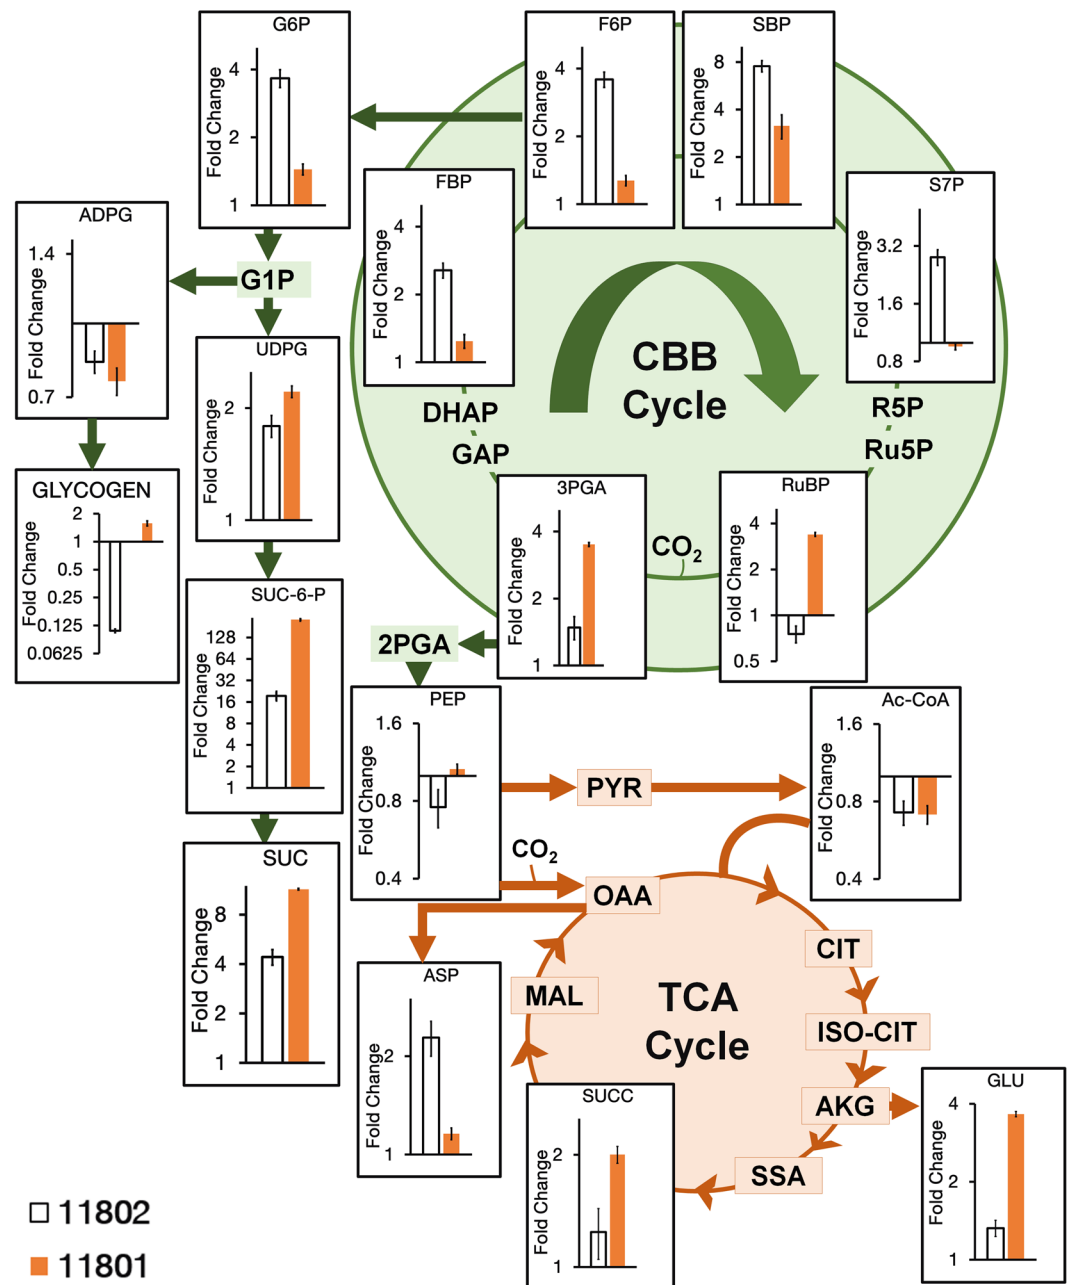 G6P
Fold Change
4
2
1
F6P
Fold Change
4
2
1
SBP
Fold Change
8
4
2
1
FBP
Fold Change
4
2
1
S7P
Fold Change
3.2
1.6
0.8
ADPG
Fold Change
1.4
0.7
G1P
UDPG
Fold Change
2
1
CBB
Cycle
DHAP
GAP
R5P
Ru5P
GLYCOGEN
Fold Change
2
1
0.5
0.25
0.125
0.0625
3PGA
Fold Change
4
2
1
CO2
RuBP
Fold Change
4
2
1
0.5
SUC-6-P
Fold Change
128
64
32
16
8
4
2
1
2PGA
PEP
Fold Change
1.6
0.8
0.4
PYR
Ac-CoA
Fold Change
1.6
0.8
0.4
SUC
Fold Change
8
4
2
1
CO2
OAA
CIT
ASP
Fold Change
2
1
MAL
TCA
Cycle
ISO-CIT
AKG
GLU
Fold Change
4
2
1
SUCC
Fold Change
2
1
SSA
11802
11801